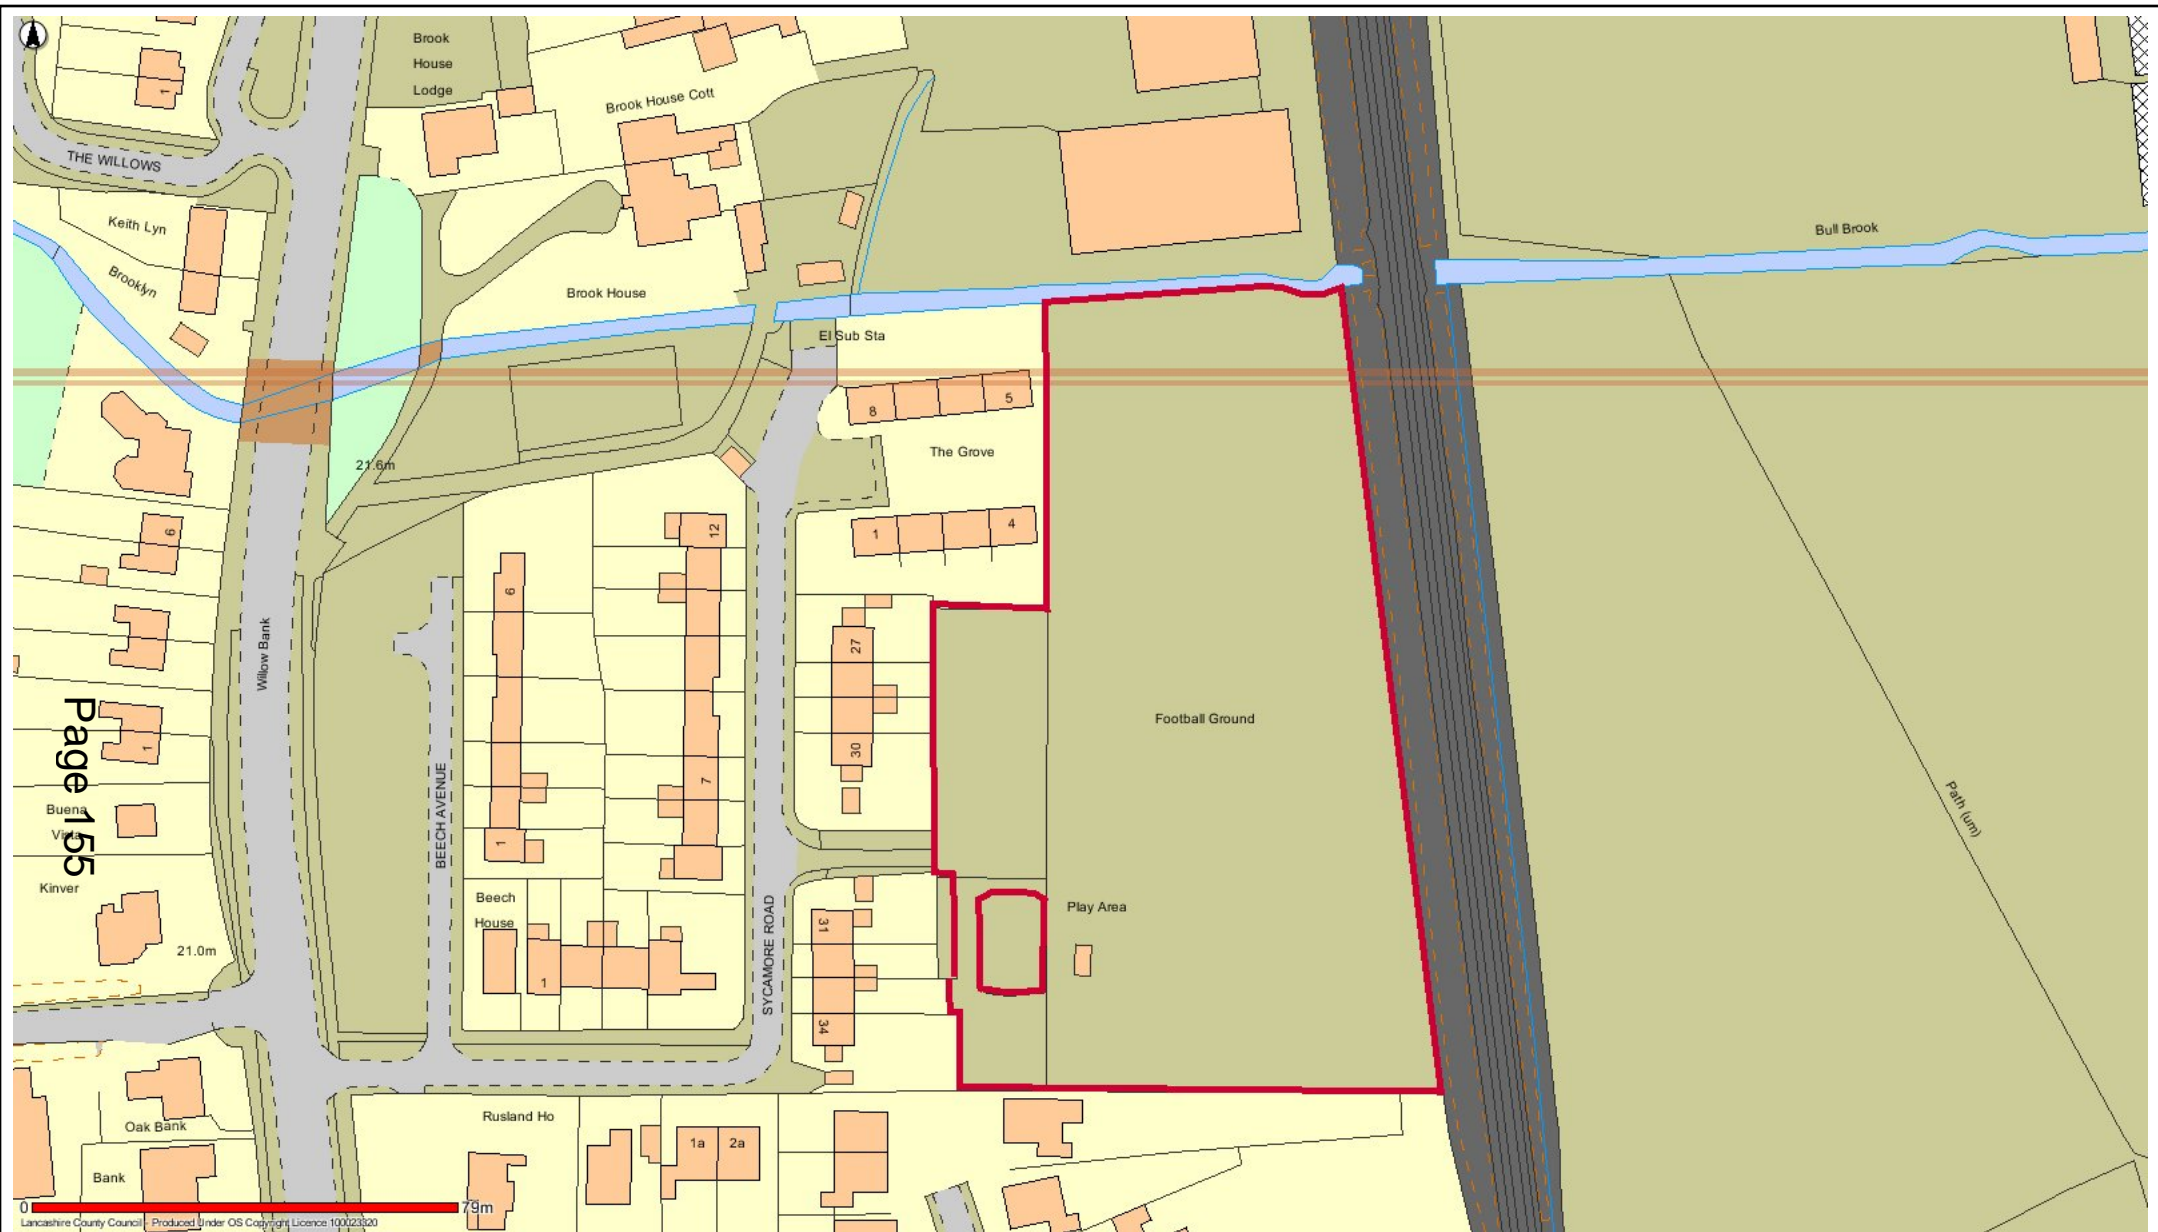 Brook
House
Lodge
Brook House Cott
1
THE WILLOWS
Keith Lyn
Brooklyn
Brook House
Bull Brook
El Sub Sta
8
5
The Grove
21.6m
1
4
12
6
6
27
Willow Bank
Football Ground
30
Page 155
1
7
BEECH AVENUE
Path (um)
Buena
Vista
1
Kinver
Beech
House
Play Area
31
SYCAMORE ROAD
21.0m
1
34
Oak Bank
Rusland Ho
1a
2a
Bank
0
79m
Lancashire County Council - Produced Under OS Copyright Licence 100023320